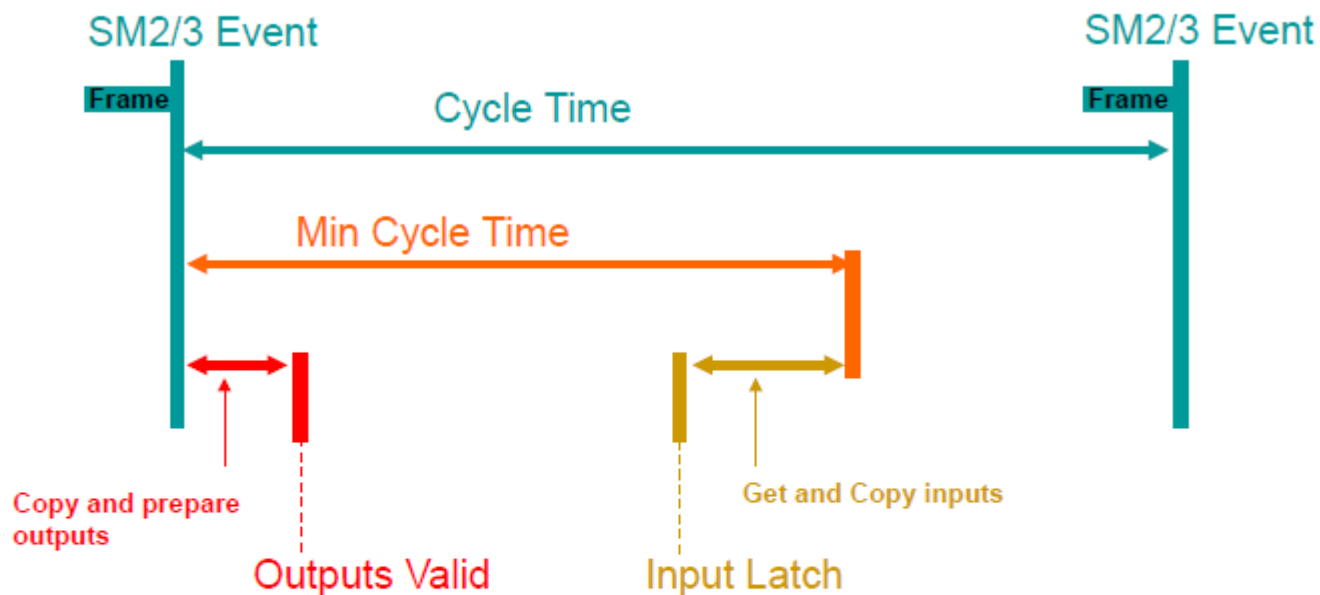 SM2/3 Event
SM2/3 Event
Frame
Frame
Cycle Time
Min Cycle Time
Copy and prepare
outputs
Get and Copy inputs
Outputs Valid
Input Latch